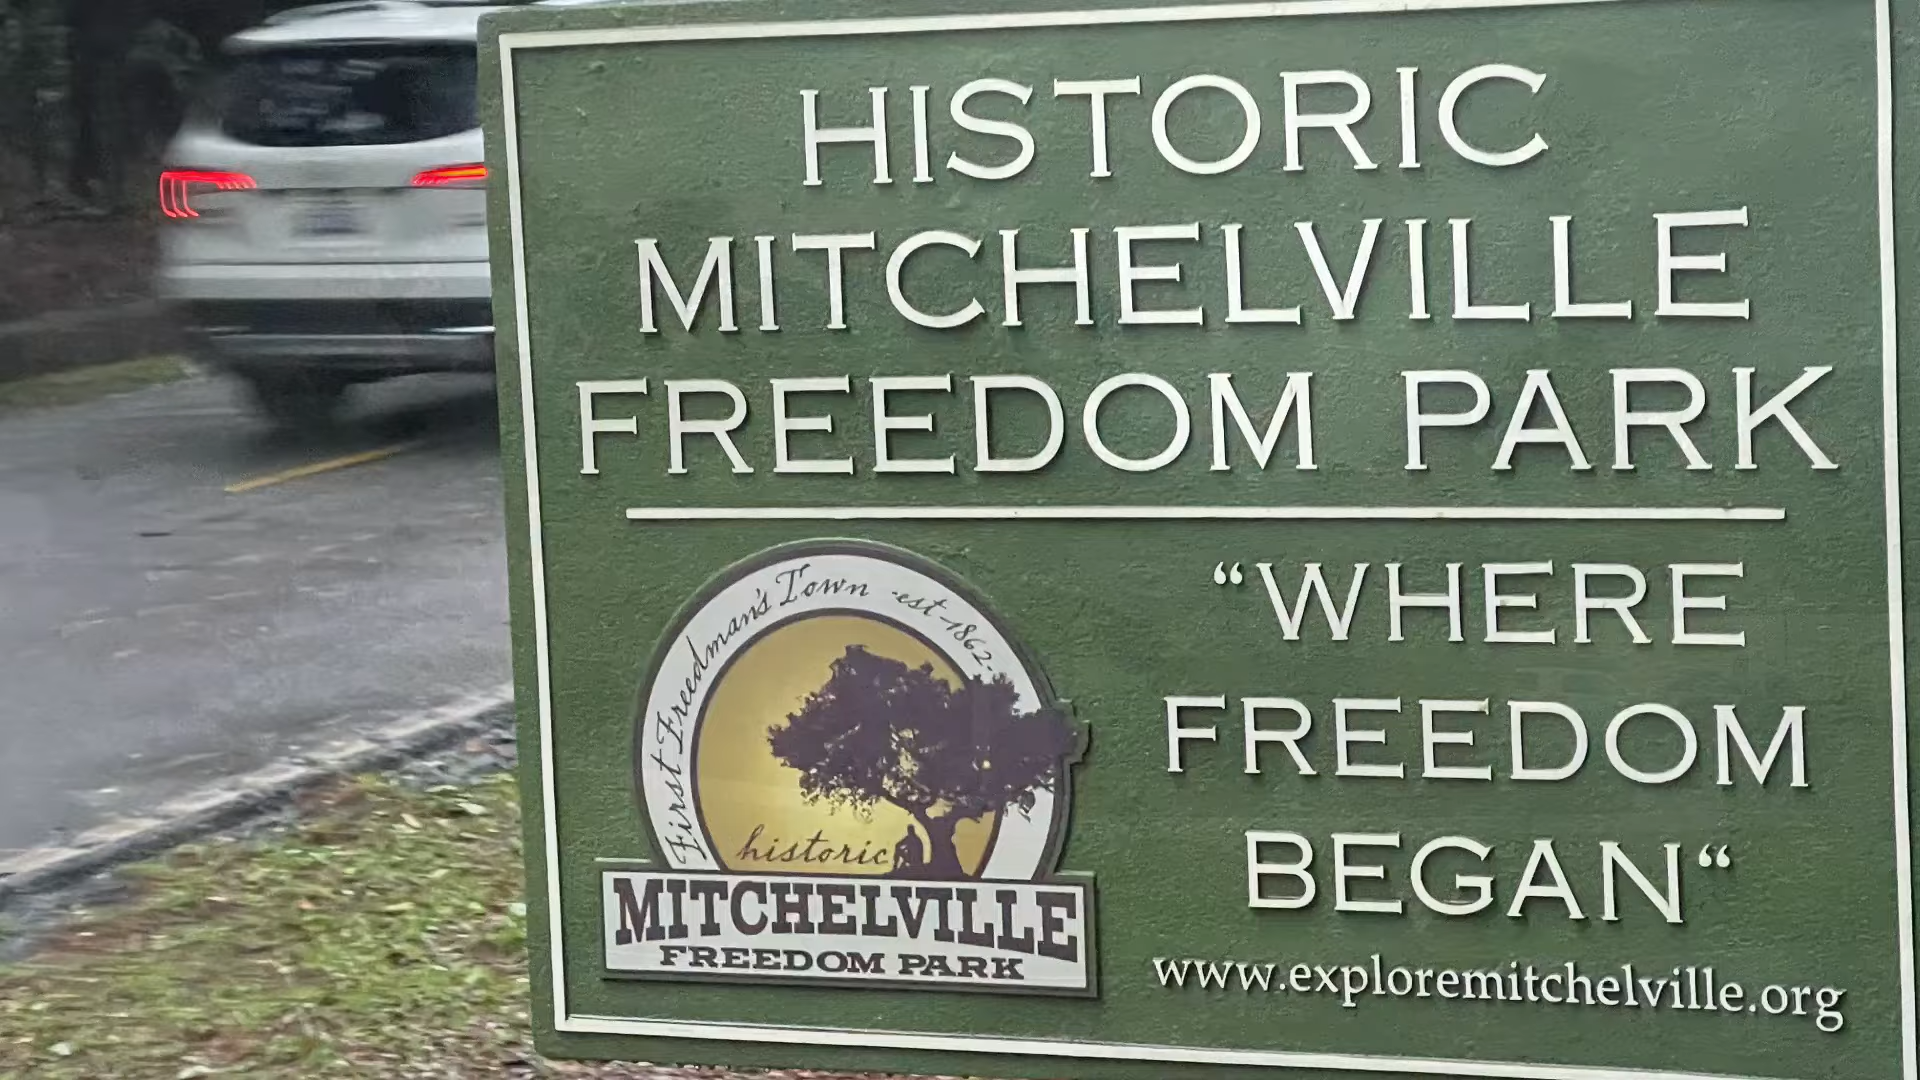 HISTORIC
MITCHELVILLE
FREEDOM PARK
First Freedman's Town -est-1862-
historic
MITCHELVILLE
FREEDOM PARK
“WHERE
FREEDOM
BEGAN“
www.exploremitchelville.org